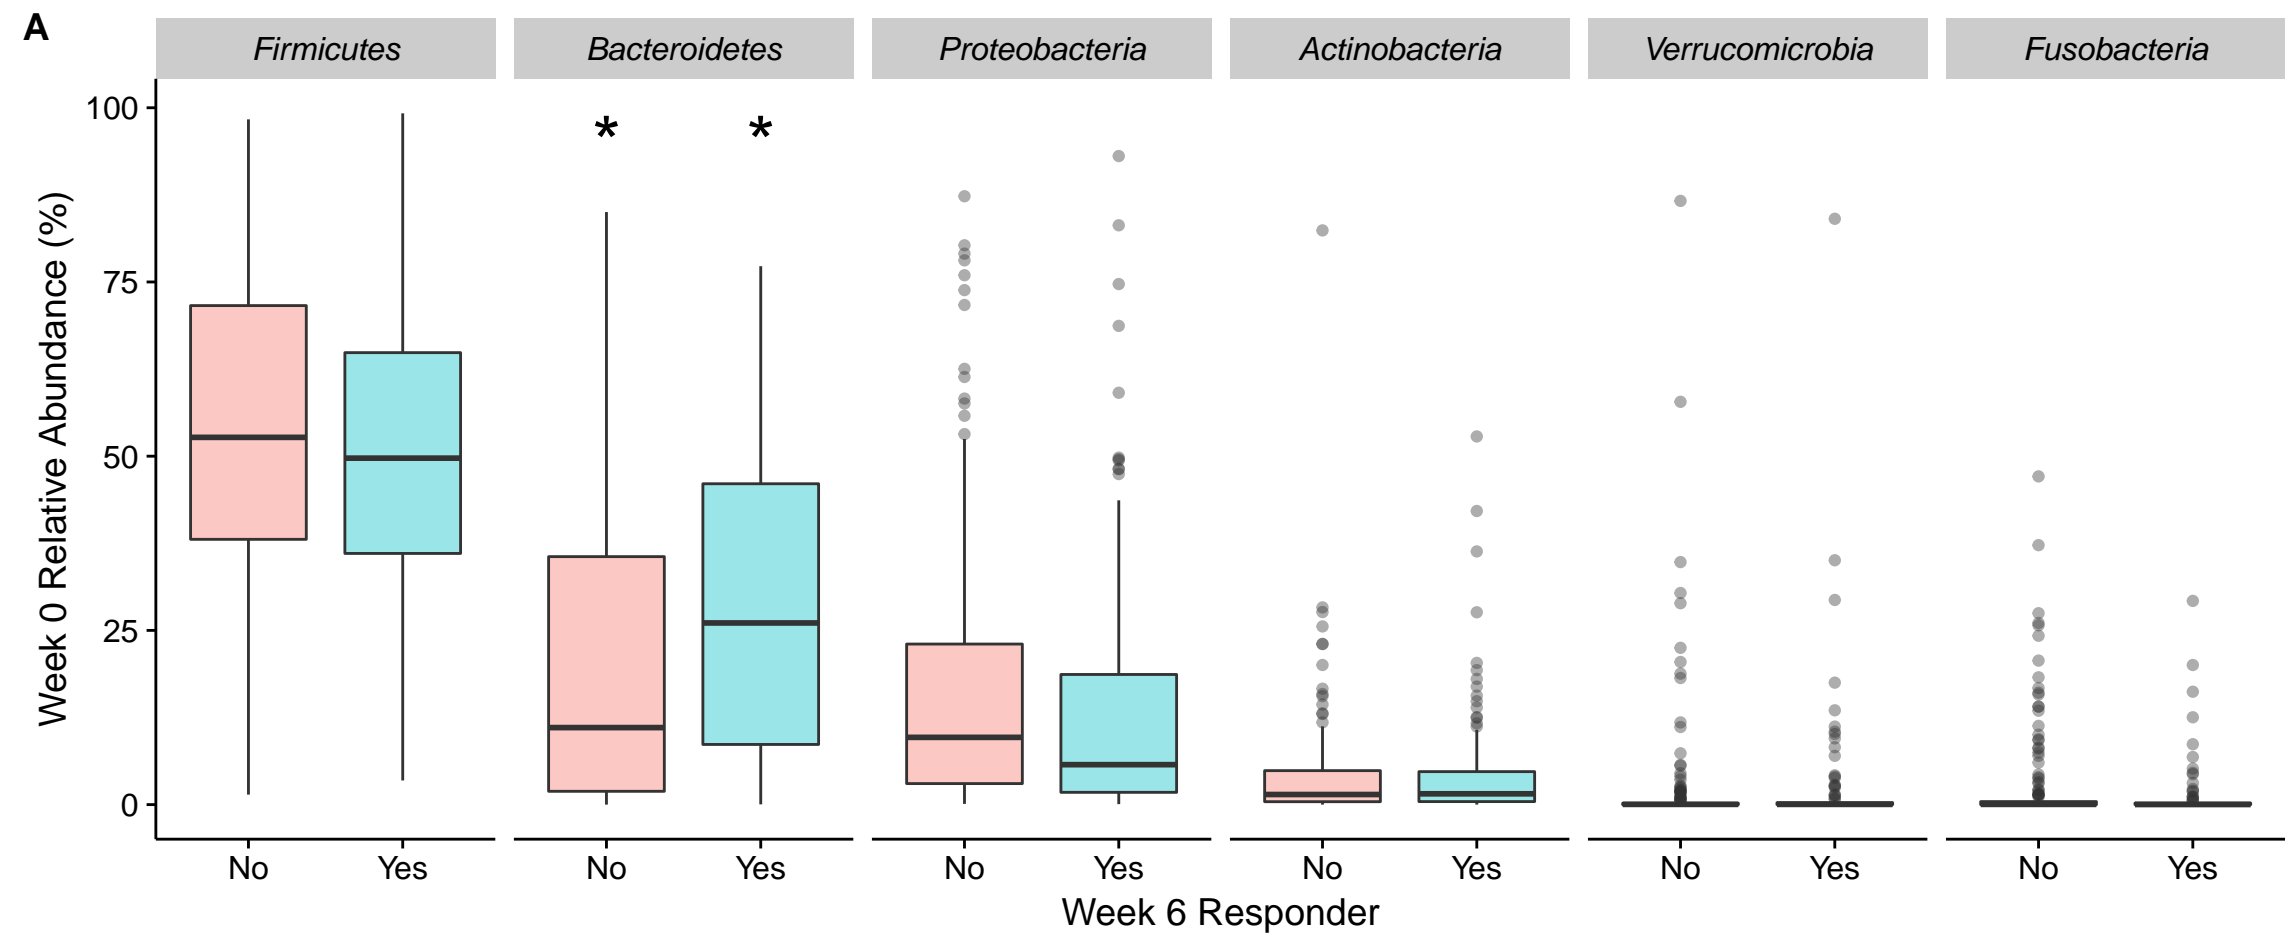 A
Firmicutes Bacteroidetes Proteobacteria Actinobacteria Verrucomicrobia Fusobacteria
Week 0 Relative Abundance (%)
100
75
50
25
0
* *
No Yes No Yes No Yes No Yes No Yes No Yes
Week 6 Responder